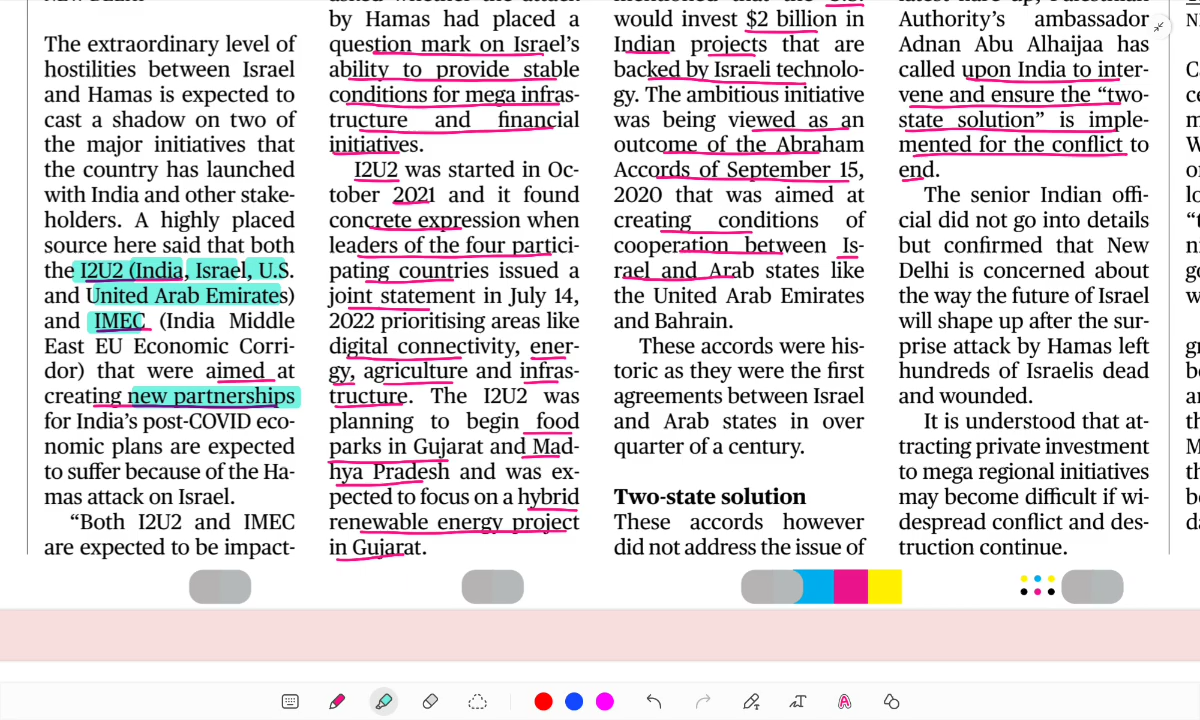 The extraordinary level of
hostilities between Israel
and Hamas is expected to
cast a shadow on two of
the major initiatives that
the country has launched
with India and other stake-
holders. A highly placed
source here said that both
the I2U2 (India, Israel, U.S.
and United Arab Emirates)
and IMEC (India Middle
East EU Economic Corri-
dor) that were aimed at
creating new partnerships
for India's post-COVID eco-
nomic plans are expected
to suffer because of the Ha-
mas attack on Israel.
"Both I2U2 and IMEC
are expected to be impact-
by Hamas had placed a
question mark on Israel's
ability to provide stable
conditions for mega infras-
tructure and financial
initiatives.
I2U2 was started in Oc-
tober 2021 and it found
concrete expression when
leaders of the four partici-
pating countries issued a
joint statement in July 14,
2022 prioritising areas like
digital connectivity, ener-
gy, agriculture and infras-
tructure. The I2U2 was
planning to begin food
parks in Gujarat and Mad-
hya Pradesh and was ex-
pected to focus on a hybrid
renewable energy project
in Gujarat.
would invest $2 billion in
Indian projects that are
backed by Israeli technolo-
gy. The ambitious initiative
was being viewed as an
outcome of the Abraham
Accords of September 15,
2020 that was aimed at
creating conditions of
cooperation between Is-
rael and Arab states like
the United Arab Emirates
and Bahrain.
These accords were his-
toric as they were the first
agreements between Israel
and Arab states in over
quarter of a century.
Two-state solution
These accords however
did not address the issue of
Authority's ambassador
Adnan Abu Alhaijaa has
called upon India to inter-
vene and ensure the "two-
state solution" is imple-
mented for the conflict to
end.
The senior Indian offi-
cial did not go into details
but confirmed that New
Delhi is concerned about
the way the future of Israel
will shape up after the sur-
prise attack by Hamas left
hundreds of Israelis dead
and wounded.
It is understood that at-
tracting private investment
to mega regional initiatives
may become difficult if wi-
despread conflict and des-
truction continue.